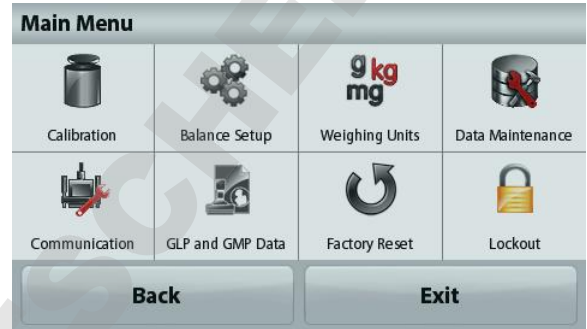 Main Menu
g kg
mg
Calibration
Balance Setup
Weighing Units
Data Maintenance
Communication
GLP and GMP Data
Factory Reset
Lockout
Back
Exit